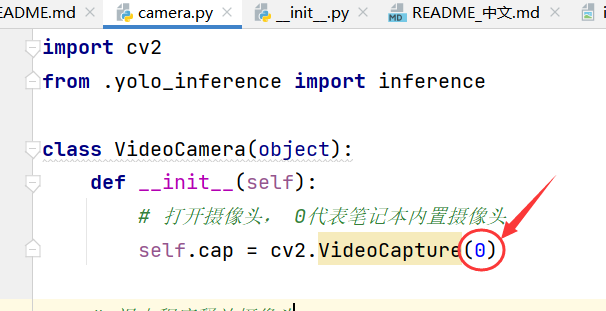 EADME.md camera.py __init__.py README_中文.md
import cv2
from .yolo_inference import inference
class VideoCamera(object):
def __init__(self):
# 打开摄像头， 0代表笔记本内置摄像头
self.cap = cv2.VideoCapture(0)